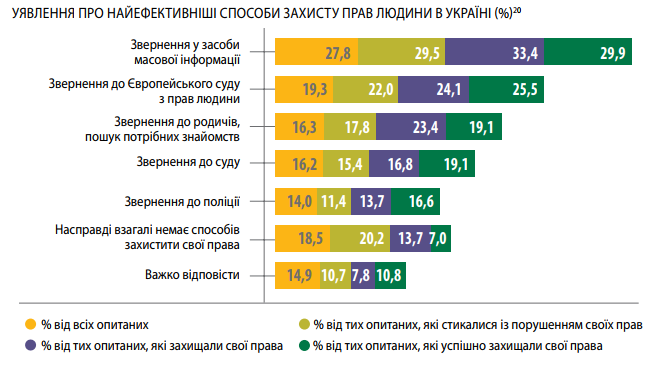 УЯВЛЕННЯ ПРО НАЙЕФЕКТИВНІШІ СПОСОБИ ЗАХИСТУ ПРАВ ЛЮДИНИ В УКРАЇНІ (%)²⁰
Звернення у засоби
масової інформації
27,8 29,5 33,4 29,9
Звернення до Європейського суду
з прав людини
19,3 22,0 24,1 25,5
Звернення до родичів,
пошук потрібних знайомств
16,3 17,8 23,4 19,1
Звернення до суду
16,2 15,4 16,8 19,1
Звернення до поліції
14,0 11,4 13,7 16,6
Насправді взагалі немає способів
захистити свої права
18,5 20,2 13,7 7,0
Важко відповісти
14,9 10,7 7,8 10,8
% від всіх опитаних
% від тих опитаних, які стикалися із порушенням своїх прав
% від тих опитаних, які захищали свої права
% від тих опитаних, які успішно захищали свої права